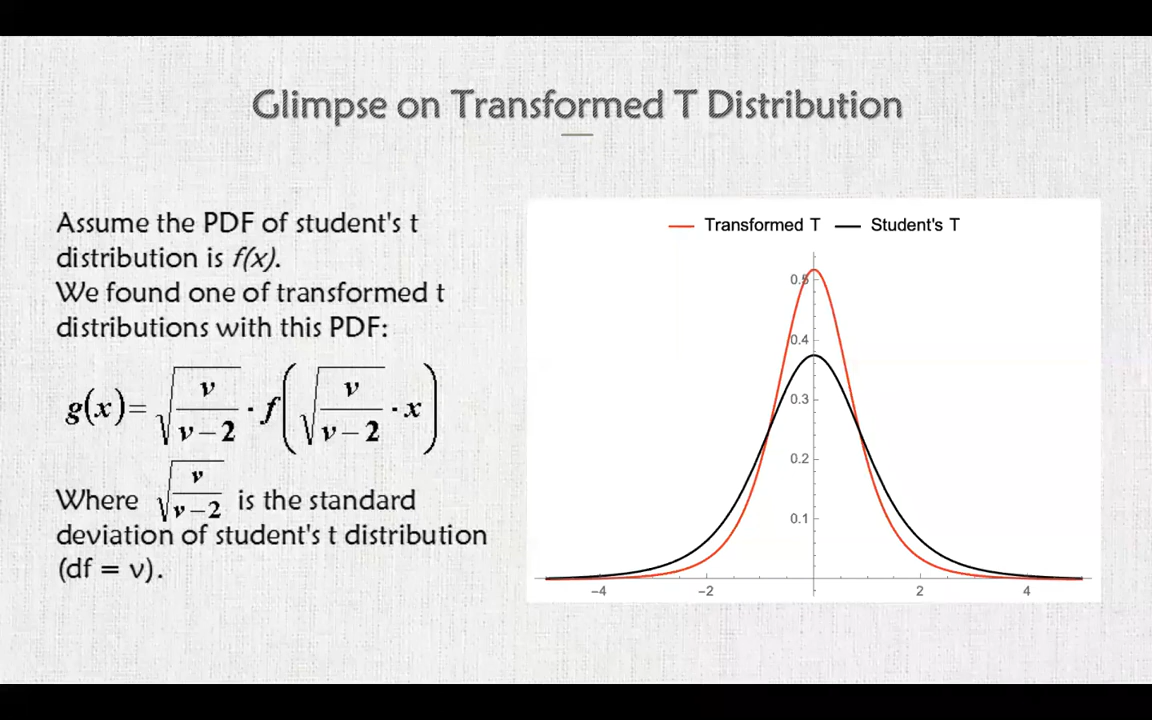 Glimpse on Transformed T Distribution
Assume the PDF of student's t
distribution is f(x).
We found one of transformed t
distributions with this PDF:
g(x)=√(ν/(ν−2)) · f(√(ν/(ν−2)) · x)
Where √(ν/(ν−2)) is the standard
deviation of student's t distribution
(df = ν).
Transformed T Student's T
0.5
0.4
0.3
0.2
0.1
−4 −2 0 2 4